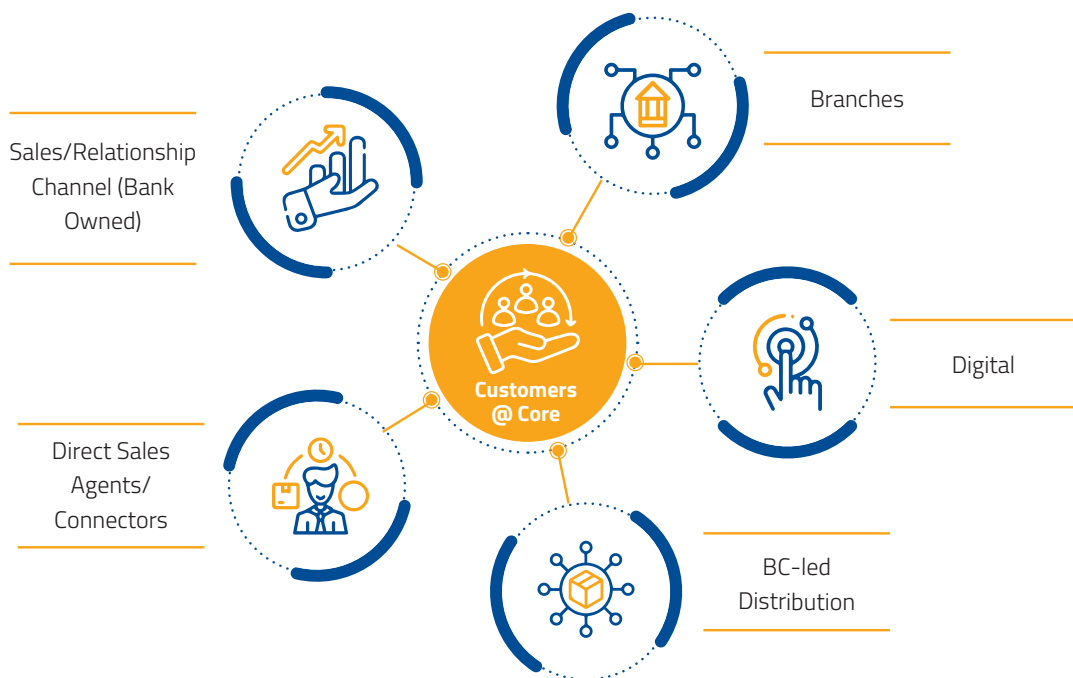 Branches
Sales/Relationship
Channel (Bank
Owned)
Customers
@ Core
Digital
Direct Sales
Agents/
Connectors
BC-led
Distribution